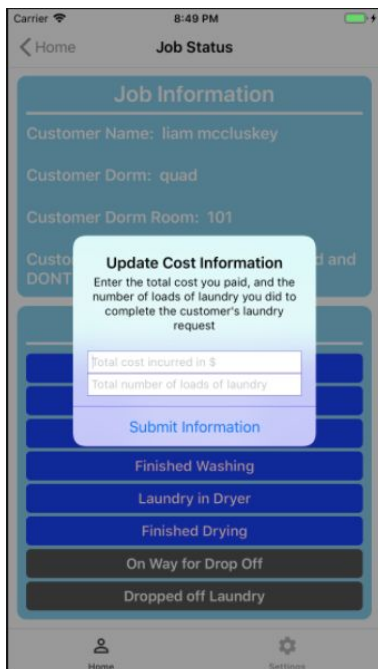 Carrier 8:49 PM
Home Job Status
Job Information
Customer Name: liam mccluskey
Customer Dorm: quad
Customer Dorm Room: 101
and
DONT
Update Cost Information
Enter the total cost you paid, and the
number of loads of laundry you did to
complete the customer's laundry
request
Total cost incurred in $
Total number of loads of laundry
Submit Information
Finished Washing
Laundry in Dryer
Finished Drying
On Way for Drop Off
Dropped off Laundry
Home Settings